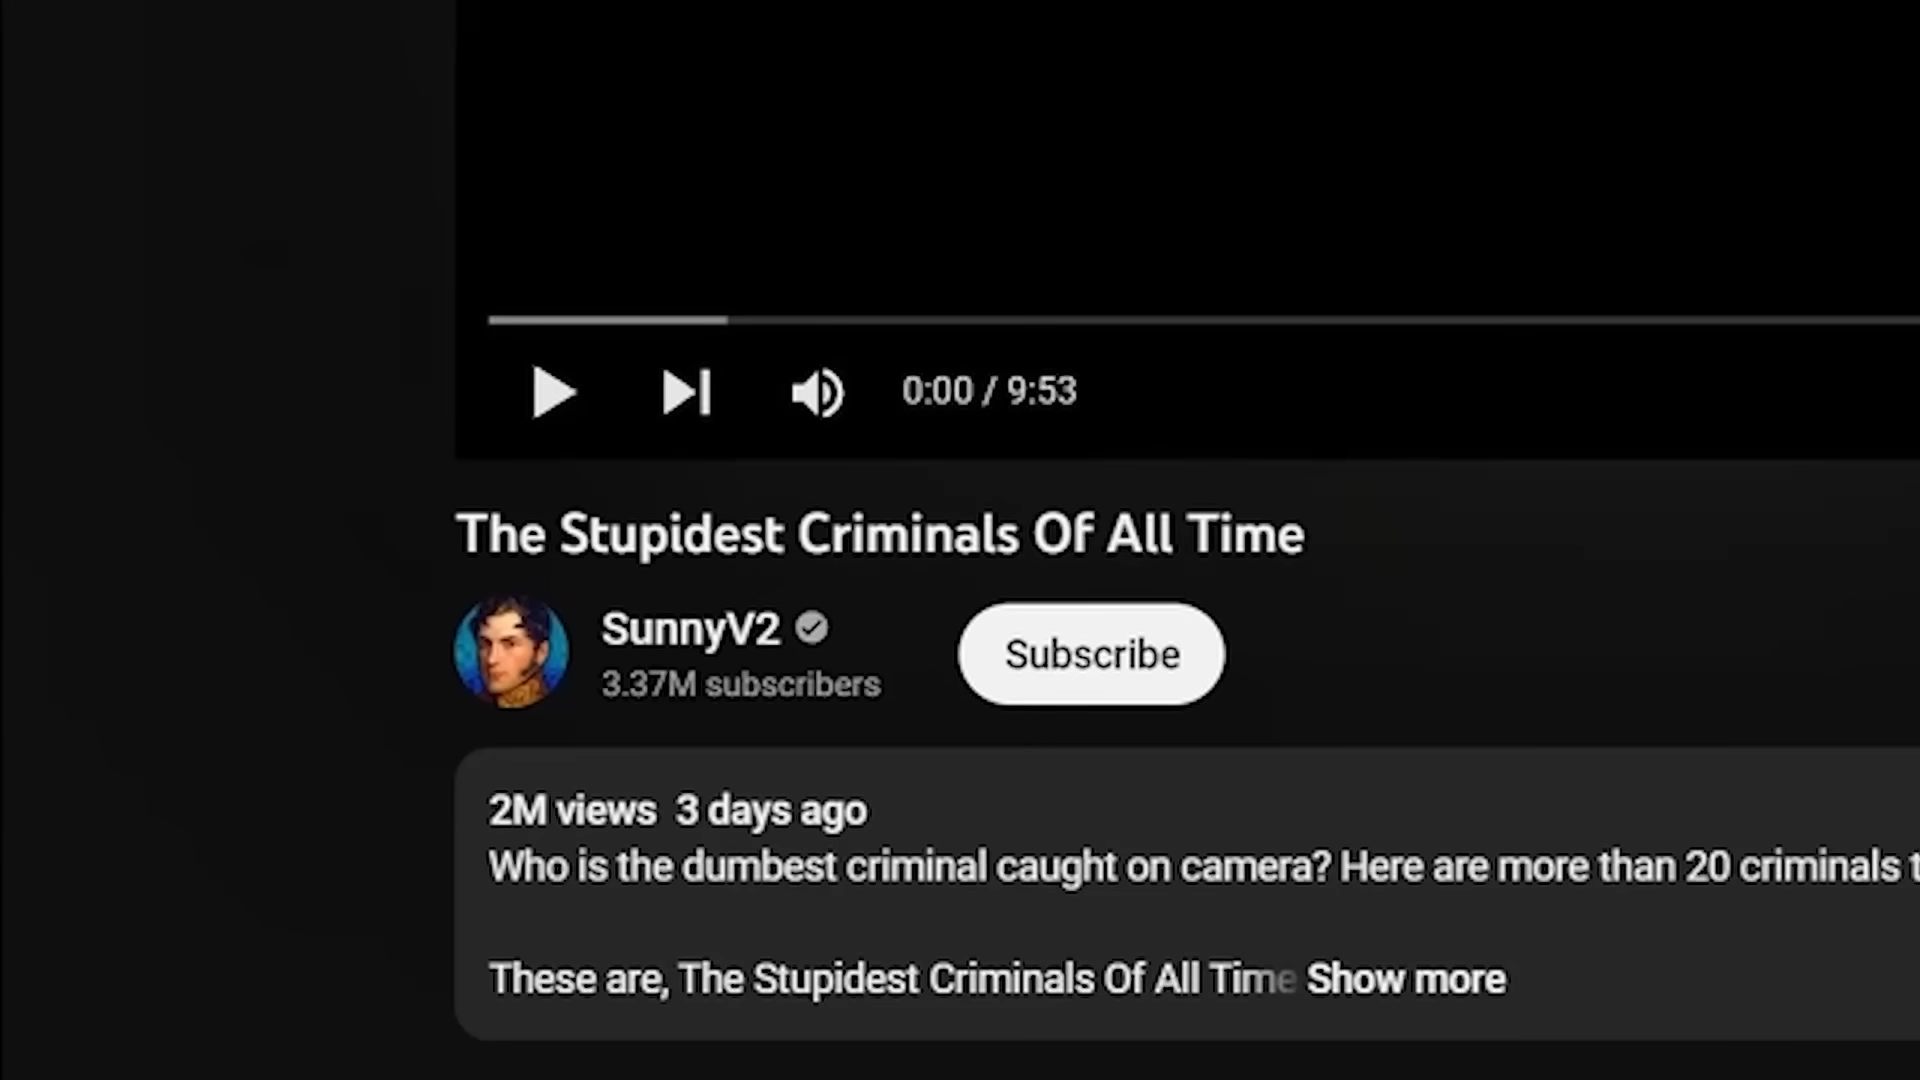 0:00 / 9:53
The Stupidest Criminals Of All Time
SunnyV2
3.37M subscribers
Subscribe
2M views 3 days ago
Who is the dumbest criminal caught on camera? Here are more than 20 criminals
These are, The Stupidest Criminals Of All Time Show more